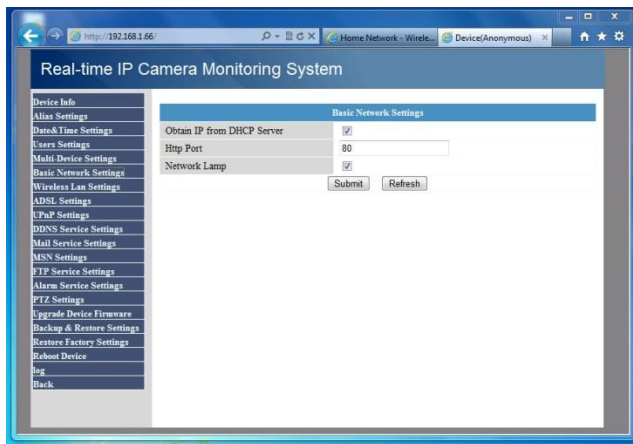 http://192.168.1.66/
Home Network - Wirele...
Device(Anonymous)
Real-time IP Camera Monitoring System
Device Info
Alias Settings
Date&Time Settings
Users Settings
Multi-Device Settings
Basic Network Settings
Wireless Lan Settings
ADSL Settings
UPnP Settings
DDNS Service Settings
Mail Service Settings
MSN Settings
FTP Service Settings
Alarm Service Settings
PTZ Settings
Upgrade Device Firmware
Backup & Restore Settings
Restore Factory Settings
Reboot Device
log
Back
Basic Network Settings
Obtain IP from DHCP Server
Http Port 80
Network Lamp
Submit Refresh